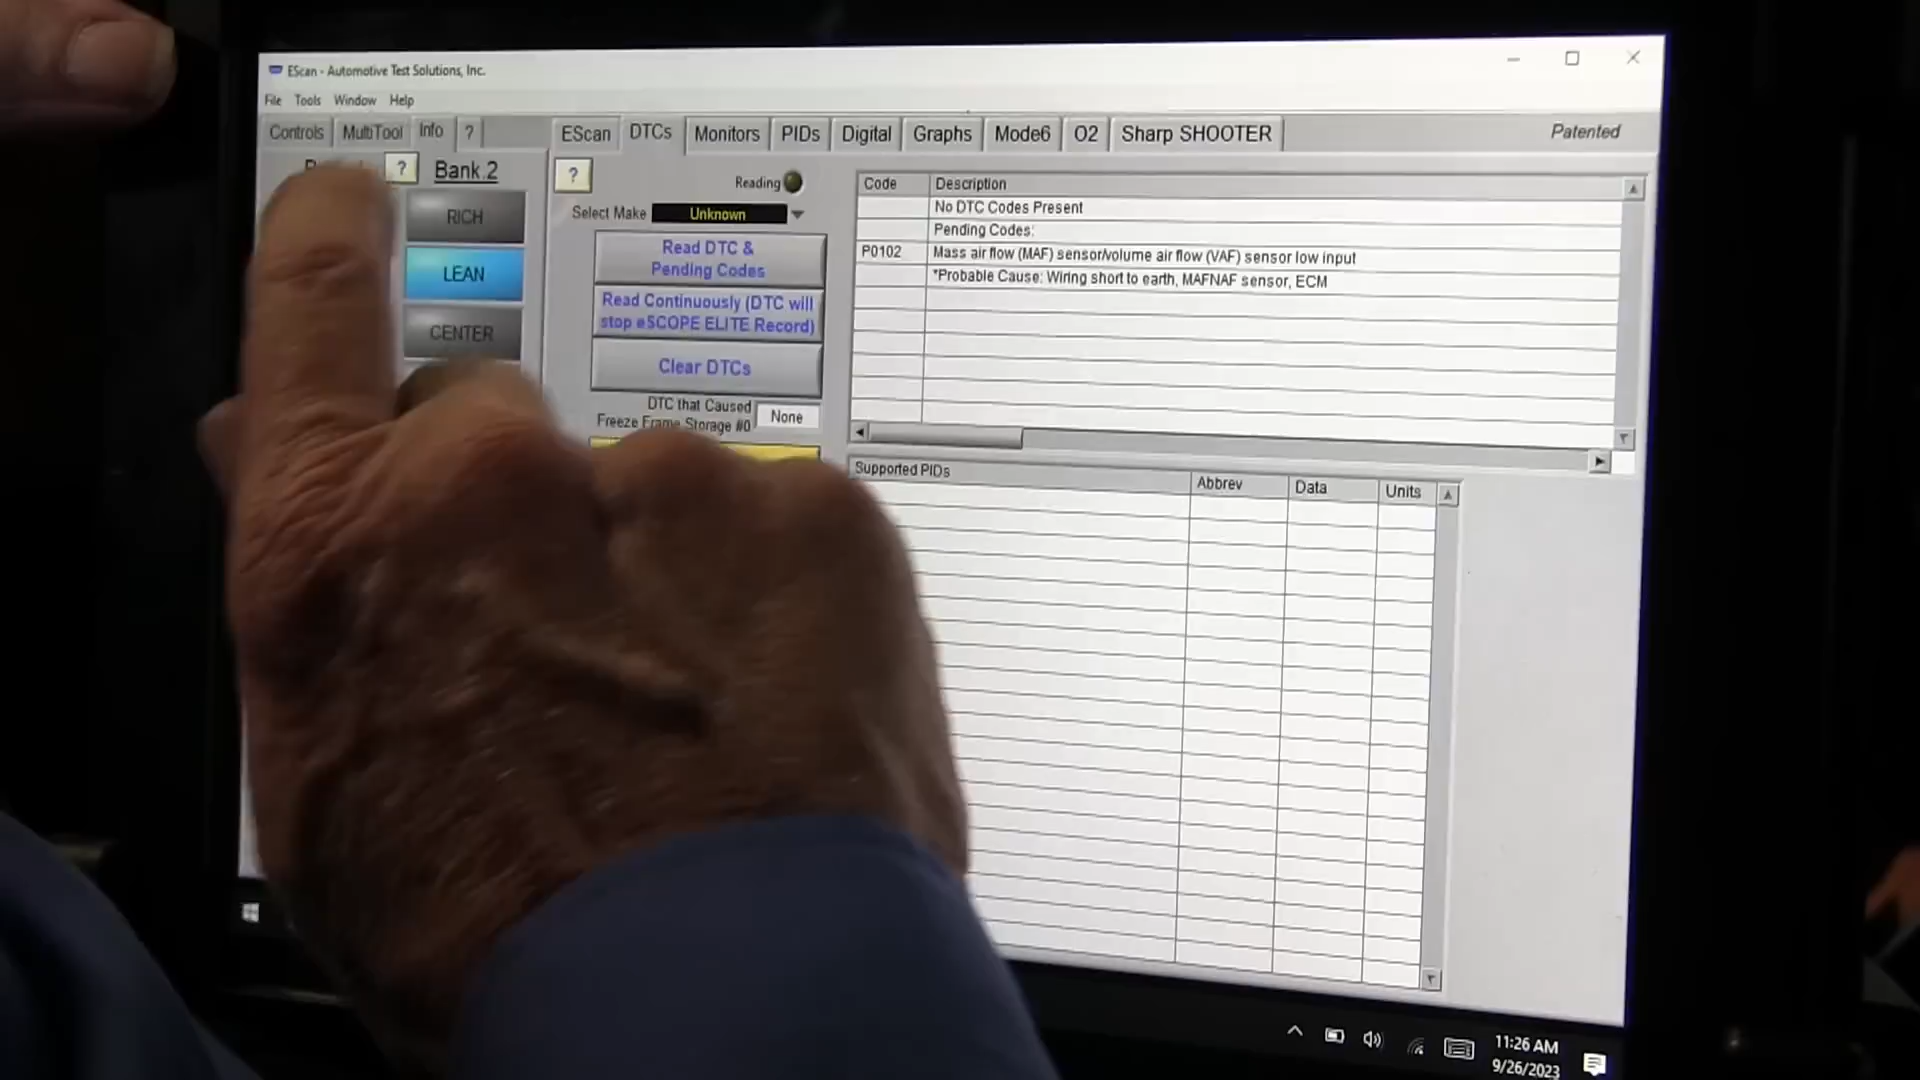 EScan - Automotive Test Solutions, Inc.
File Tools Window Help
Controls MultiTool Info ?
EScan DTCs Monitors PIDs Digital Graphs Mode6 O2 Sharp SHOOTER Patented
? Bank.2
RICH
LEAN
CENTER
? Reading
Select Make Unknown
Read DTC &
Pending Codes
Read Continuously (DTC will
stop eSCOPE ELITE Record)
Clear DTCs
DTC that Caused
Freeze Frame Storage #0 None
Code Description
No DTC Codes Present
Pending Codes:
P0102 Mass air flow (MAF) sensor/volume air flow (VAF) sensor low input
*Probable Cause: Wiring short to earth, MAFNAF sensor, ECM
Supported PIDs Abbrev Data Units
11:26 AM
9/26/2023